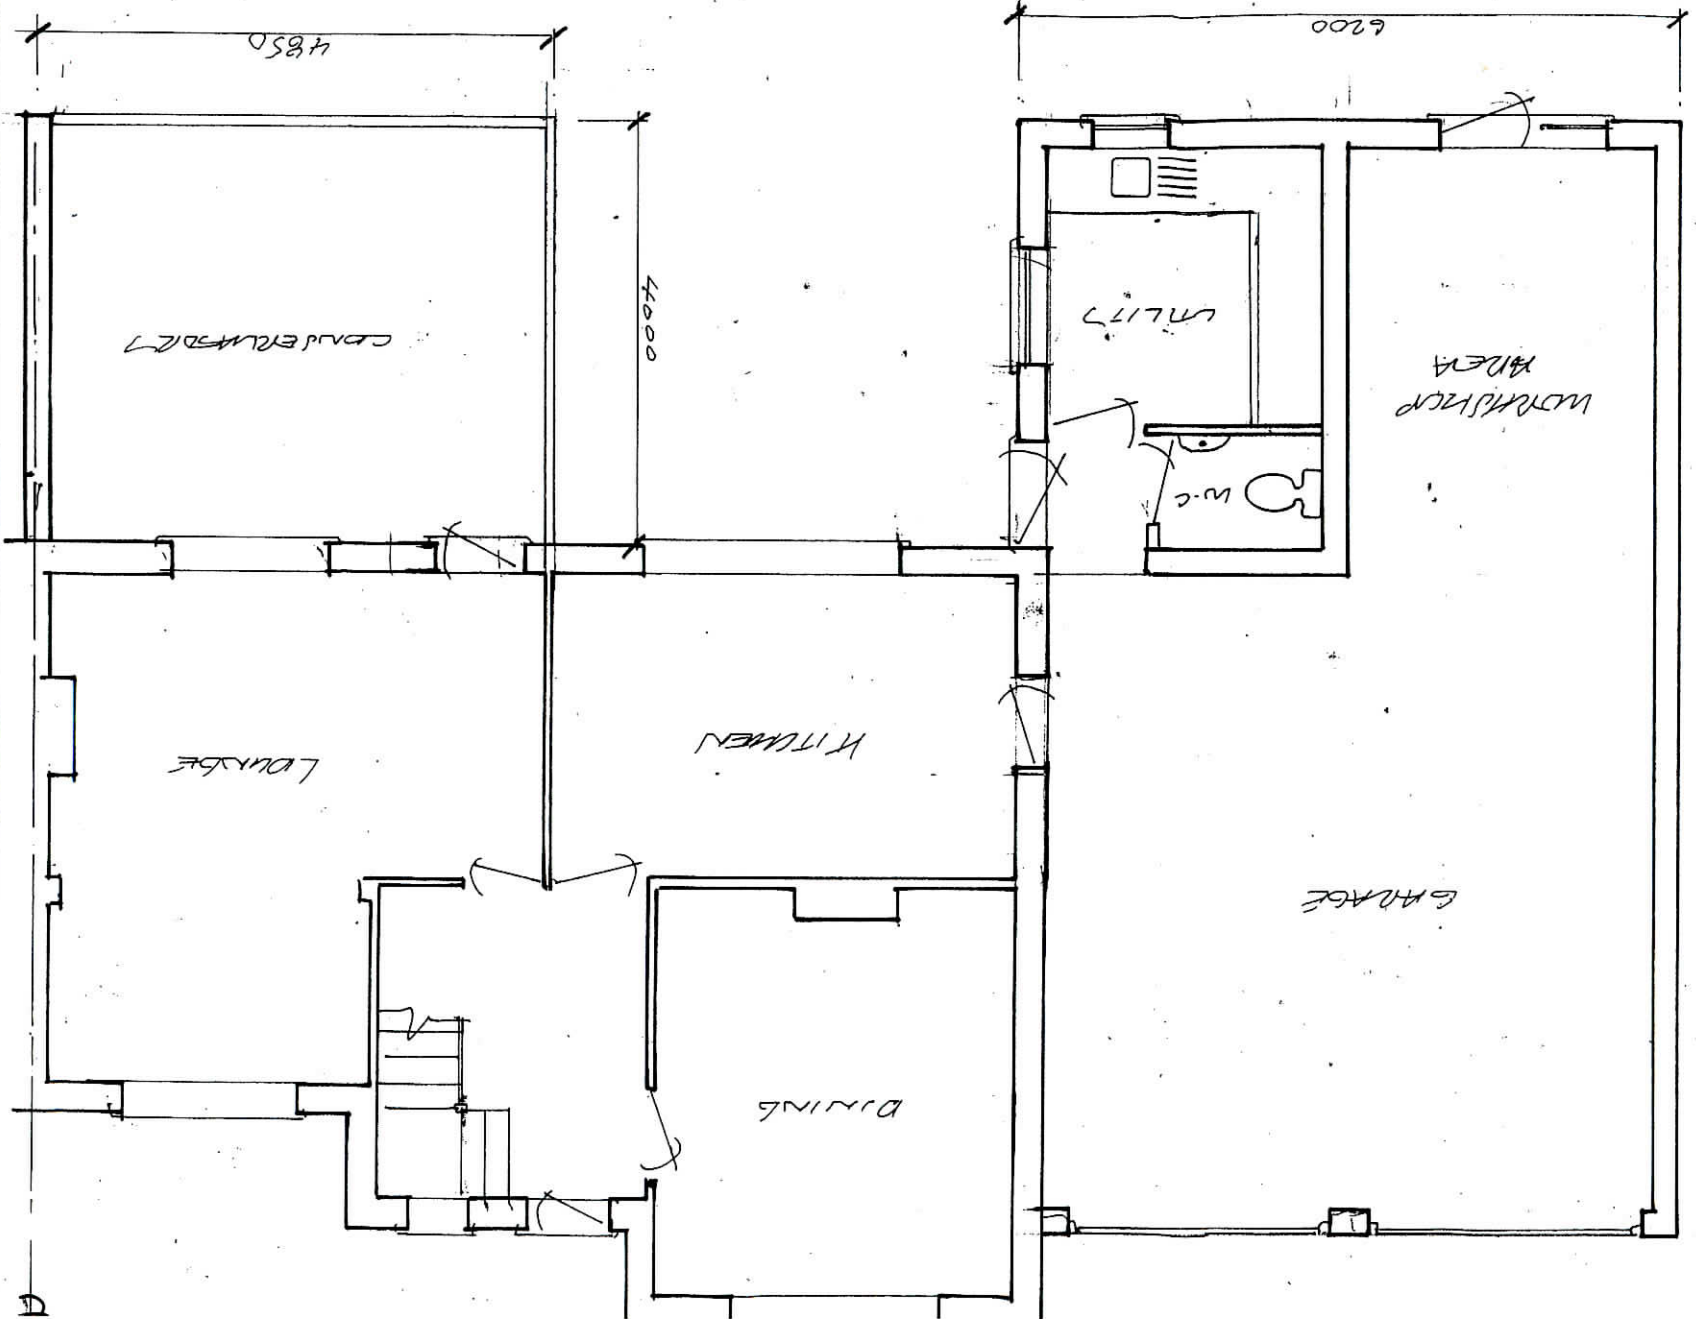 DINING
GARAGE
LOUNGE
KITCHEN
W.C
WORKSHOP
AREA
UTILITY
CONSERVATORY
4000
6200
4850